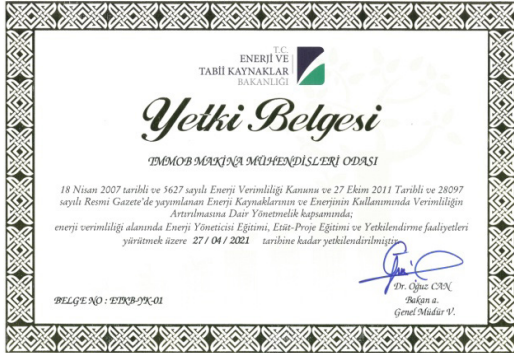 T.C.
ENERJİ VE
TABİİ KAYNAKLAR
BAKANLIĞI
Yetki Belgesi
TMMOB MAKİNA MÜHENDİSLERİ ODASI
18 Nisan 2007 tarihli ve 5627 sayılı Enerji Verimliliği Kanunu ve 27 Ekim 2011 Tarihli ve 28097
sayılı Resmi Gazete'de yayımlanan Enerji Kaynaklarının ve Enerjinin Kullanımında Verimliliğin
Artırılmasına Dair Yönetmelik kapsamında;
enerji verimliliği alanında Enerji Yöneticisi Eğitimi, Etüt-Proje Eğitimi ve Yetkilendirme faaliyetleri
yürütmek üzere 27 / 04 / 2021 tarihine kadar yetkilendirilmiştir.
Dr. Oğuz CAN
Bakan a.
Genel Müdür V.
BELGE NO : ETKB-YK-01